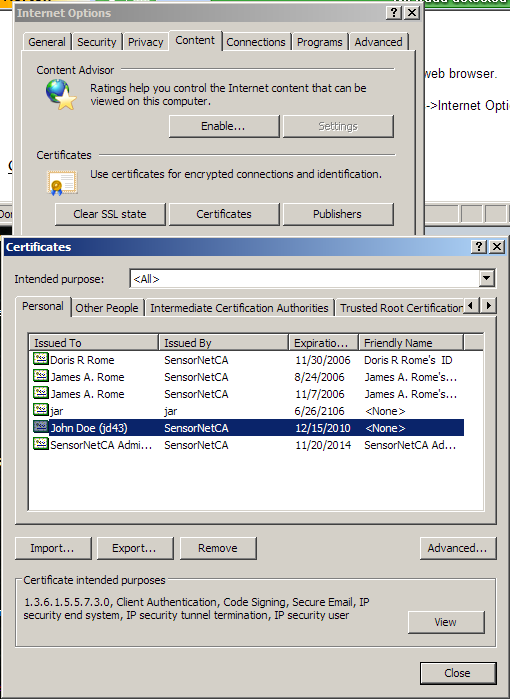 Internet Options
General Security Privacy Content Connections Programs Advanced
Content Advisor
Ratings help you control the Internet content that can be
viewed on this computer.
Enable... Settings
Certificates
Use certificates for encrypted connections and identification.
Clear SSL state Certificates Publishers
web browser.
->Internet Opti
Certificates
Intended purpose: <All>
Personal Other People Intermediate Certification Authorities Trusted Root Certification
Issued To Issued By Expiratio... Friendly Name
Doris R Rome SensorNetCA 11/30/2006 Doris R Rome's ID
James A. Rome SensorNetCA 8/24/2006 James A. Rome's...
James A. Rome SensorNetCA 11/7/2006 James A. Rome's...
jar jar 6/26/2106 <None>
John Doe (jd43) SensorNetCA 12/15/2010 <None>
SensorNetCA Admi... SensorNetCA 11/20/2014 SensorNetCA Ad...
Import... Export... Remove Advanced...
Certificate intended purposes
1.3.6.1.5.5.7.3.0, Client Authentication, Code Signing, Secure Email, IP
security end system, IP security tunnel termination, IP security user
View
Close